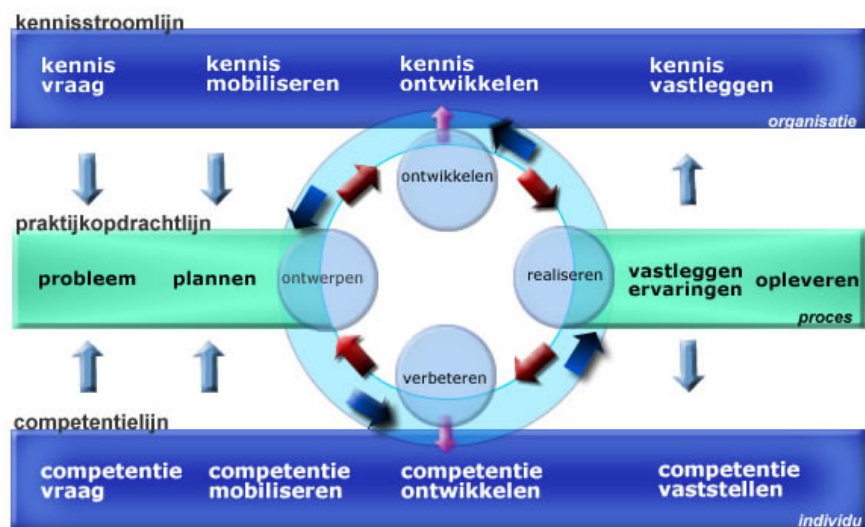 kennisstroomlijn
kennis vraag
kennis mobiliseren
kennis ontwikkelen
kennis vastleggen
organisatie
ontwikkelen
praktijkopdrachtlijn
probleem
plannen
ontwerpen
realiseren
vastleggen ervaringen
opleveren
proces
verbeteren
competentielijn
competentie vraag
competentie mobiliseren
competentie ontwikkelen
competentie vaststellen
individu